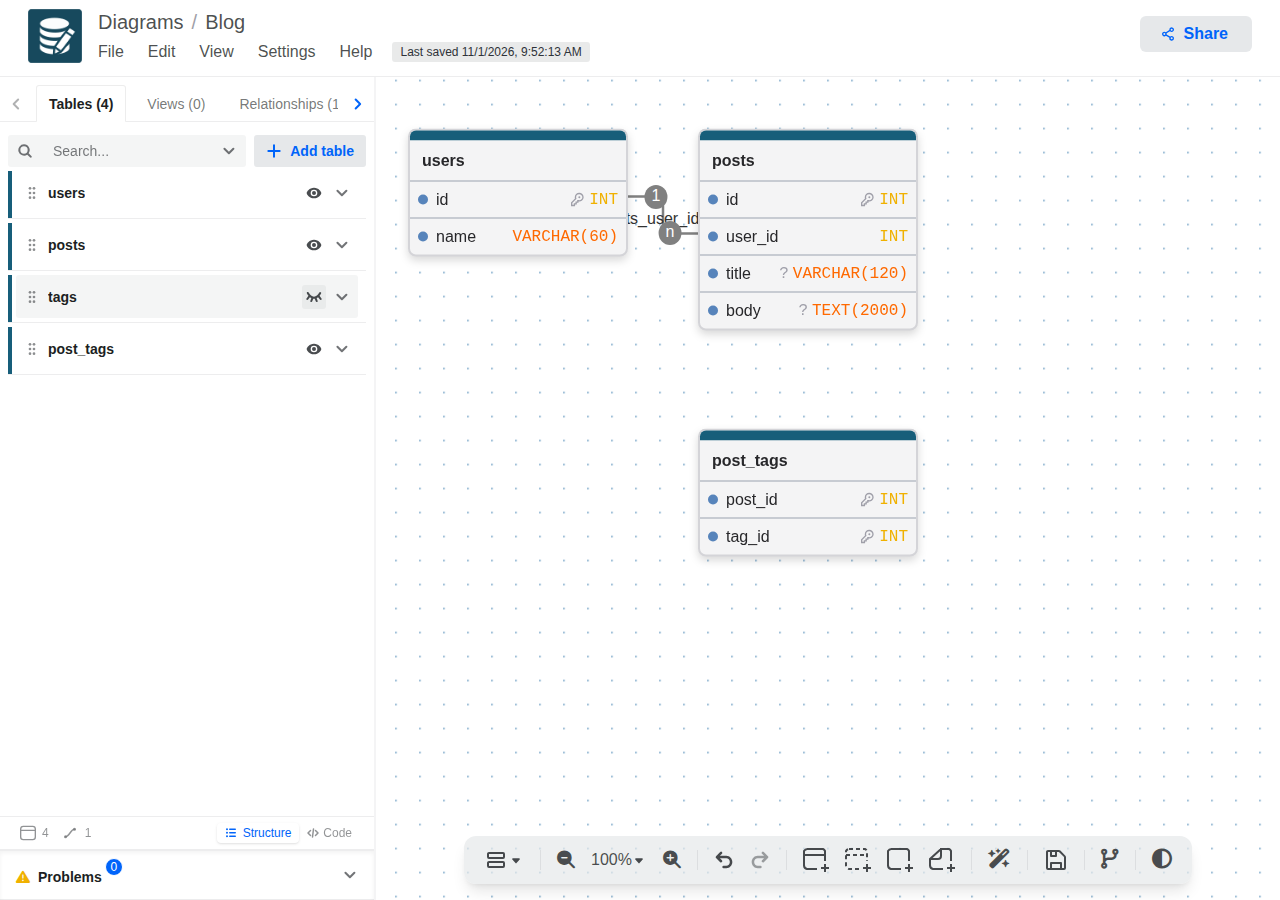 Diagrams / Blog
File Edit View Settings Help Last saved 11/1/2026, 9:52:13 AM
Share
Tables (4) Views (0) Relationships (1
Search... Add table
users
posts
tags
post_tags
users
id INT
name VARCHAR(60)
1
ts_user_id
n
posts
id INT
user_id INT
title ? VARCHAR(120)
body ? TEXT(2000)
post_tags
post_id INT
tag_id INT
4 1 Structure Code
Problems 0
100%